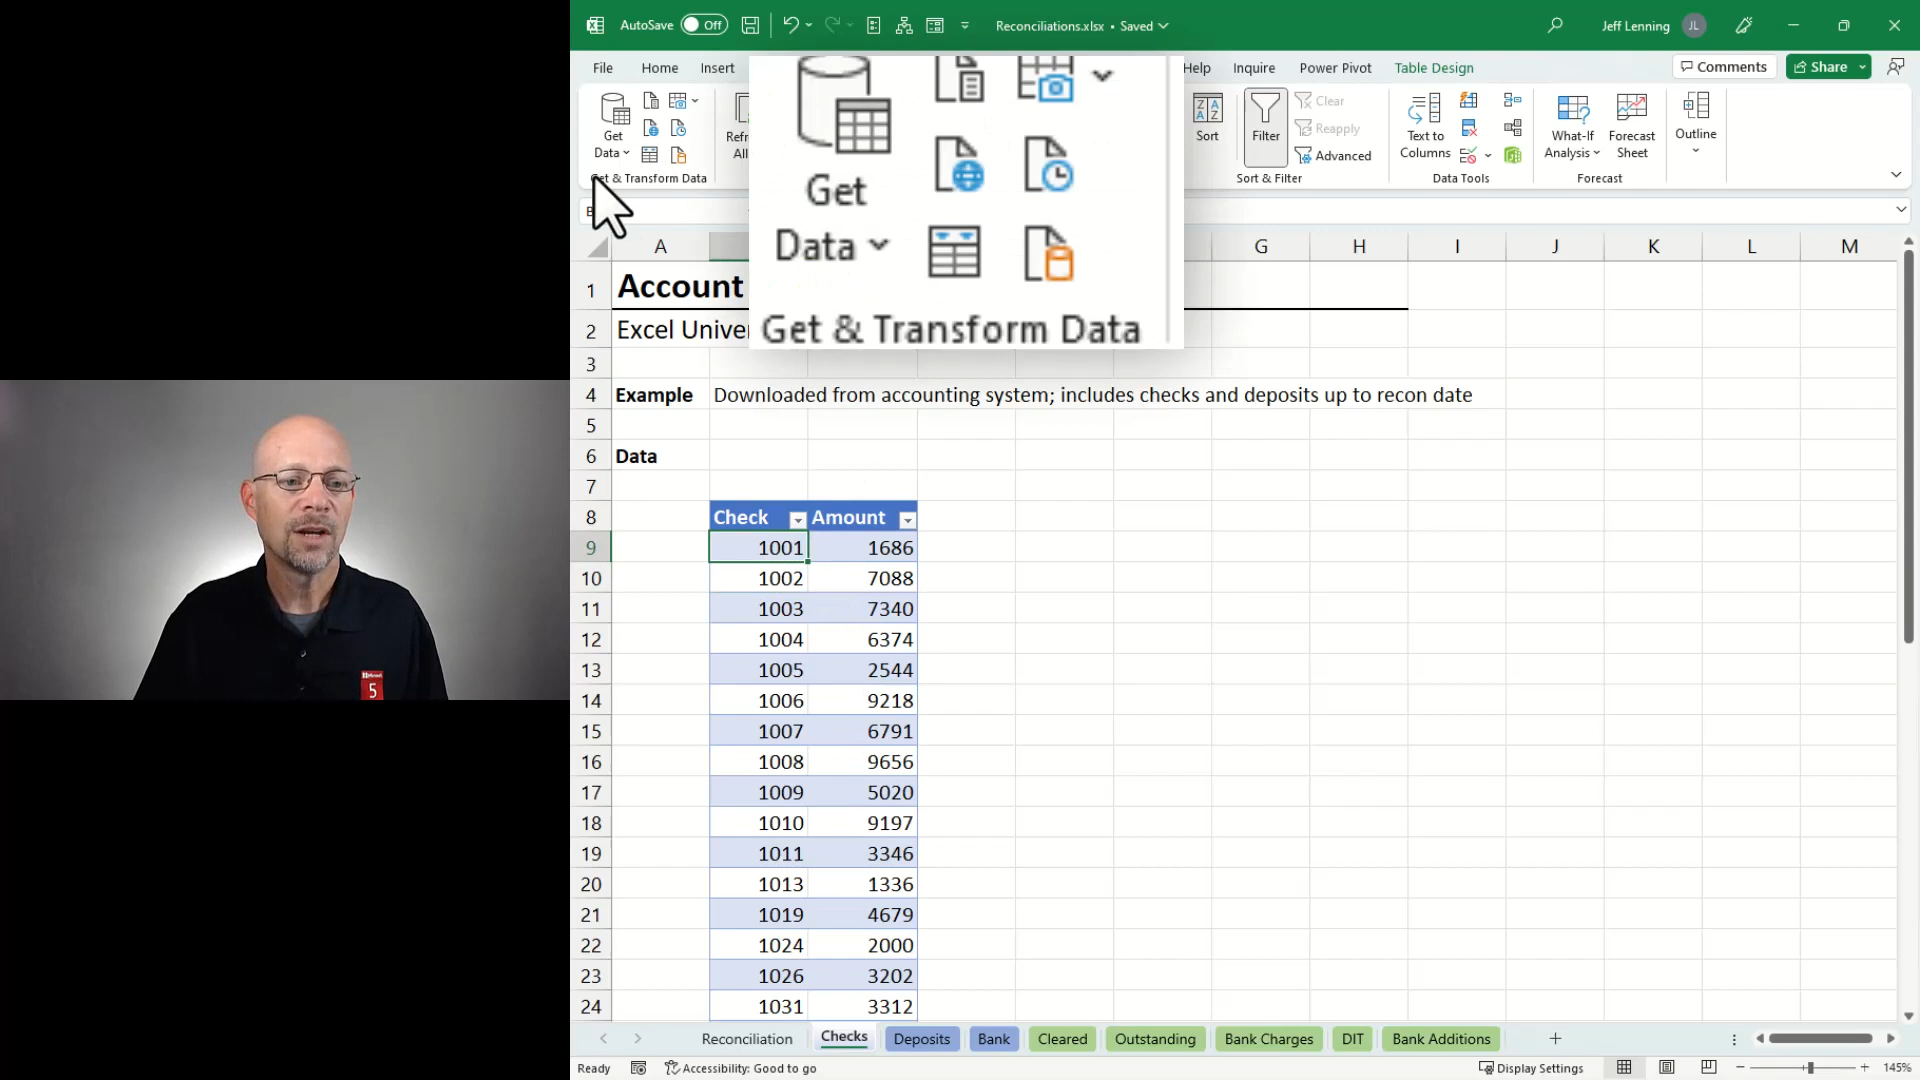 AutoSave Off Reconciliations.xlsx • Saved Jeff Lenning JL
File Home Insert Help Inquire Power Pivot Table Design Comments Share
Get
Data
Get & Transform Data
Get
Data
Get & Transform Data
Sort
Filter
Clear
Reapply
Advanced
Sort & Filter
Text to
Columns
Data Tools
What-If
Analysis
Forecast
Sheet
Forecast
Outline
A G H I J K L M
1 Account
2
3
4 Example Downloaded from accounting system; includes checks and deposits up to recon date
5
6 Data
7
8 Check Amount
9 1001 1686
10 1002 7088
11 1003 7340
12 1004 6374
13 1005 2544
14 1006 9218
15 1007 6791
16 1008 9656
17 1009 5020
18 1010 9197
19 1011 3346
20 1013 1336
21 1019 4679
22 1024 2000
23 1026 3202
24 1031 3312
Reconciliation Checks Deposits Bank Cleared Outstanding Bank Charges DIT Bank Additions
Ready Accessibility: Good to go Display Settings 145%